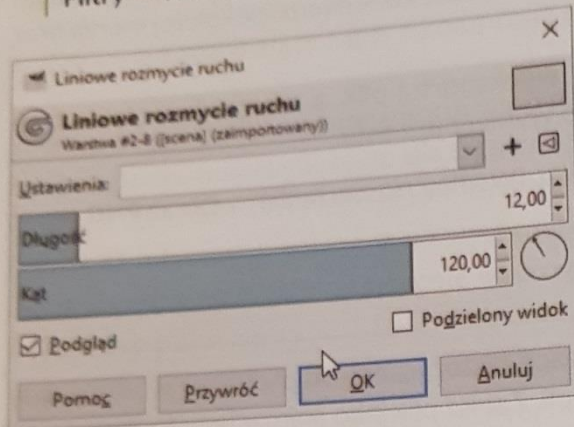 Filtry
Liniowe rozmycie ruchu
Liniowe rozmycie ruchu
Warstwa #2-8 ([scena] (zaimportowany))
Ustawienia:
Długość 12,00
Kąt 120,00
Podgląd Podzielony widok
Pomoc Przywróć OK Anuluj